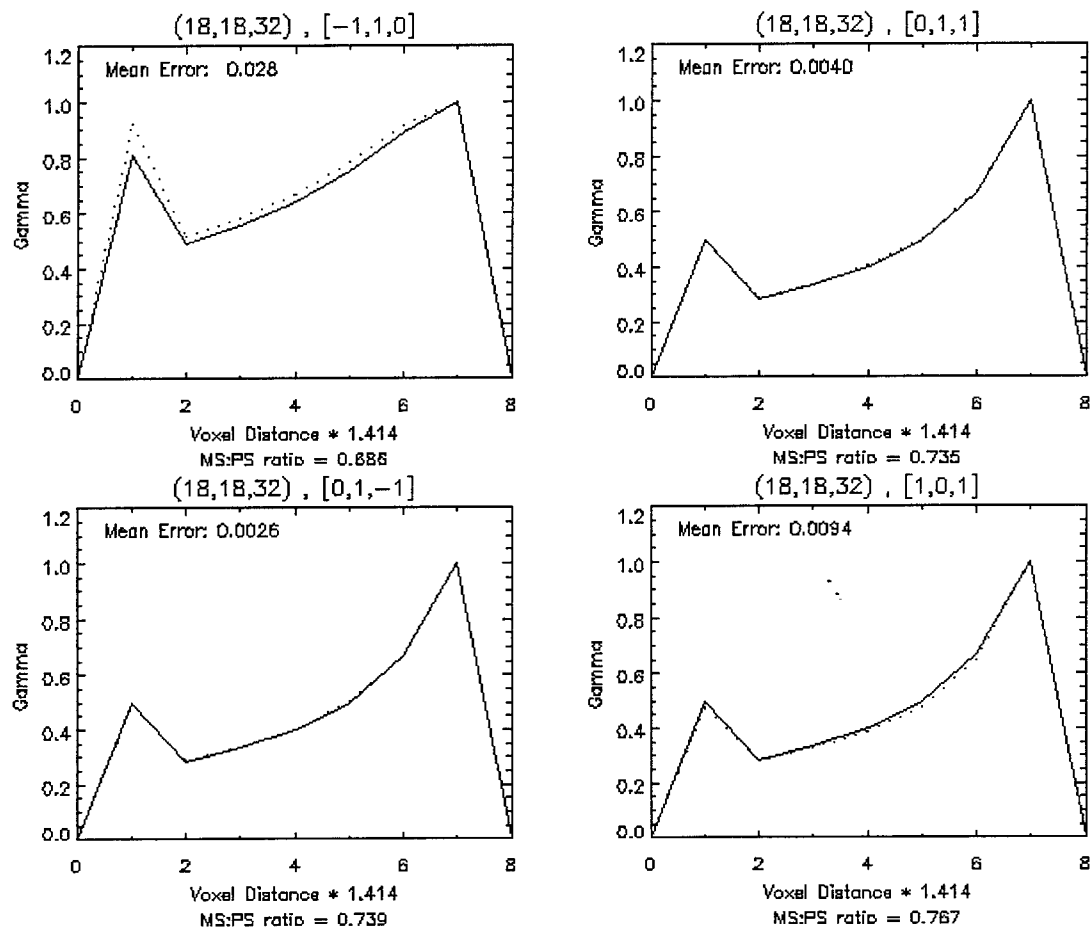 (18,18,32) , [-1,1,0]
Mean Error: 0.028
1.2
1.0
0.8
0.6
0.4
0.2
0.0
Gamma
0 2 4 6 8
Voxel Distance * 1.414
MS:PS ratio = 0.686
(18,18,32) , [0,1,1]
Mean Error: 0.0040
1.2
1.0
0.8
0.6
0.4
0.2
0.0
Gamma
0 2 4 6 8
Voxel Distance * 1.414
MS:PS ratio = 0.735
(18,18,32) , [0,1,-1]
Mean Error: 0.0026
1.2
1.0
0.8
0.6
0.4
0.2
0.0
Gamma
0 2 4 6 8
Voxel Distance * 1.414
MS:PS ratio = 0.739
(18,18,32) , [1,0,1]
Mean Error: 0.0094
1.2
1.0
0.8
0.6
0.4
0.2
0.0
Gamma
0 2 4 6 8
Voxel Distance * 1.414
MS:PS ratio = 0.767